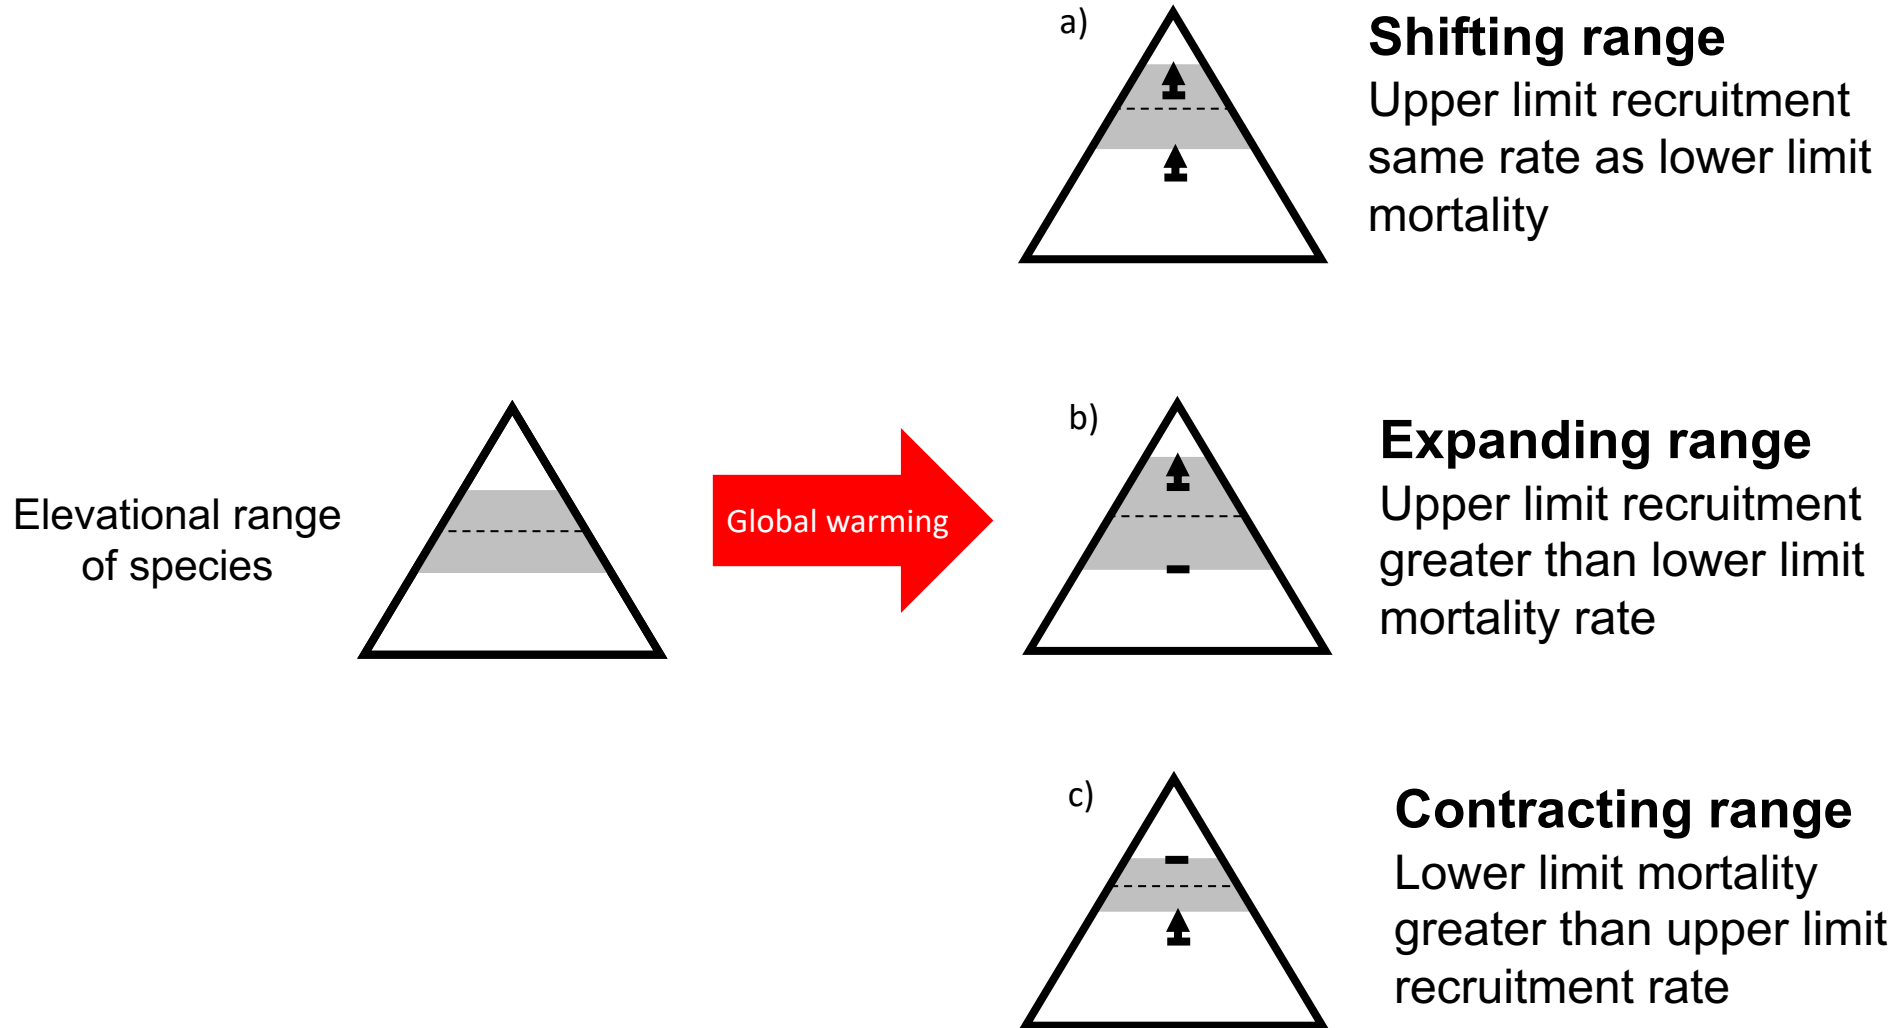 a)
Shifting range
Upper limit recruitment
same rate as lower limit
mortality
Elevational range
of species
Global warming
b)
Expanding range
Upper limit recruitment
greater than lower limit
mortality rate
c)
Contracting range
Lower limit mortality
greater than upper limit
recruitment rate